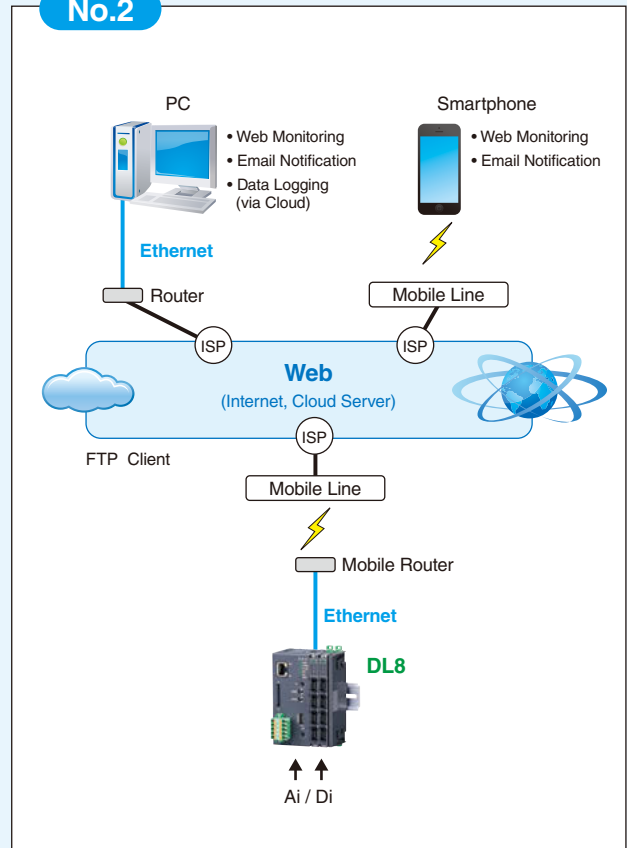 No.2
PC
• Web Monitoring
• Email Notification
• Data Logging
(via Cloud)
Smartphone
• Web Monitoring
• Email Notification
Ethernet
Router
Mobile Line
ISP
ISP
Web
(Internet, Cloud Server)
ISP
FTP Client
Mobile Line
Mobile Router
Ethernet
DL8
Ai / Di